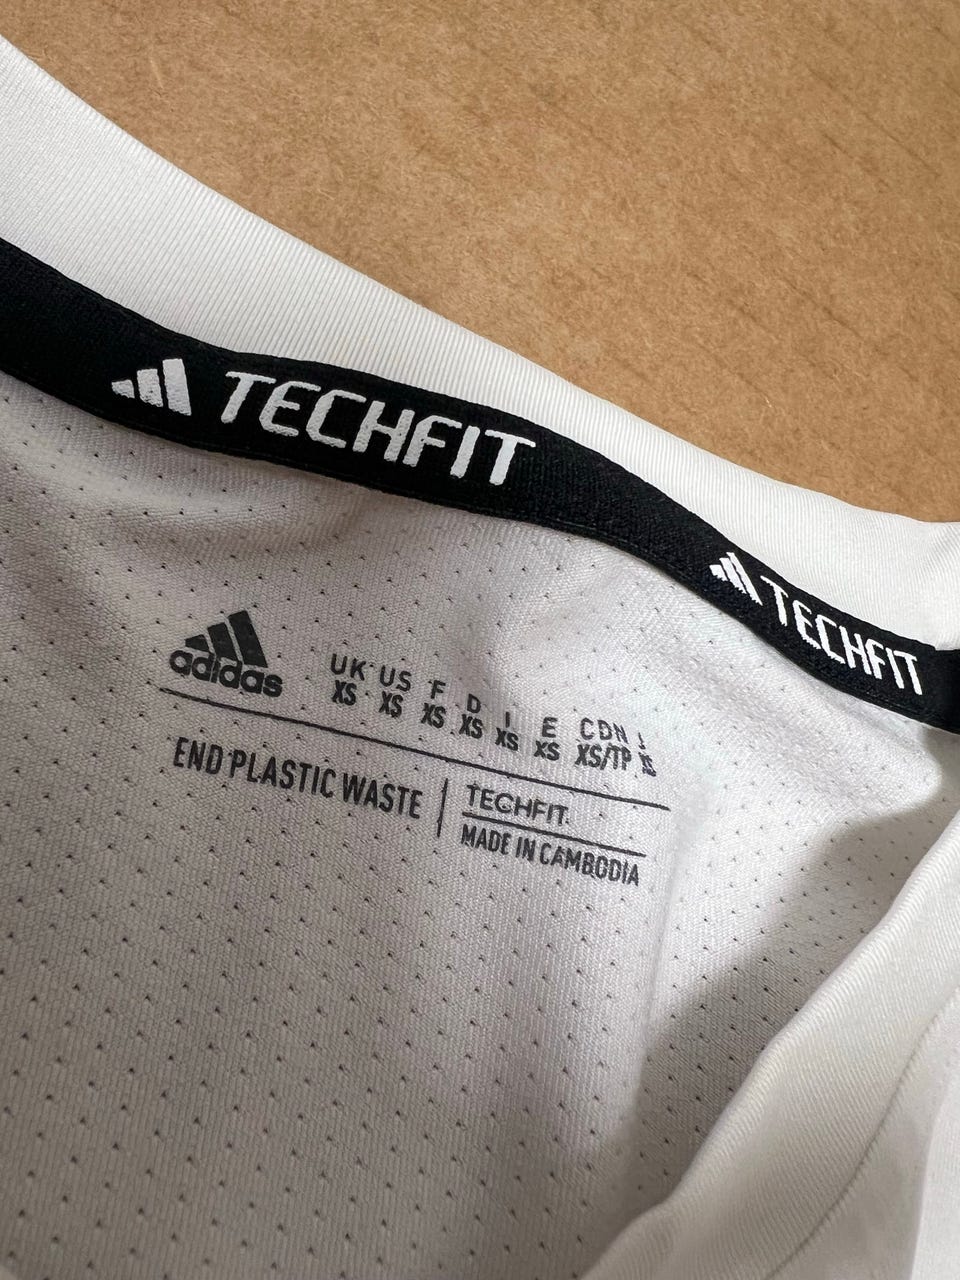 TECHFIT
TECHFIT
adidas
UK US F D I E CDN J
XS XS XS XS XS XS XS/TP XS
END PLASTIC WASTE
TECHFIT
MADE IN CAMBODIA